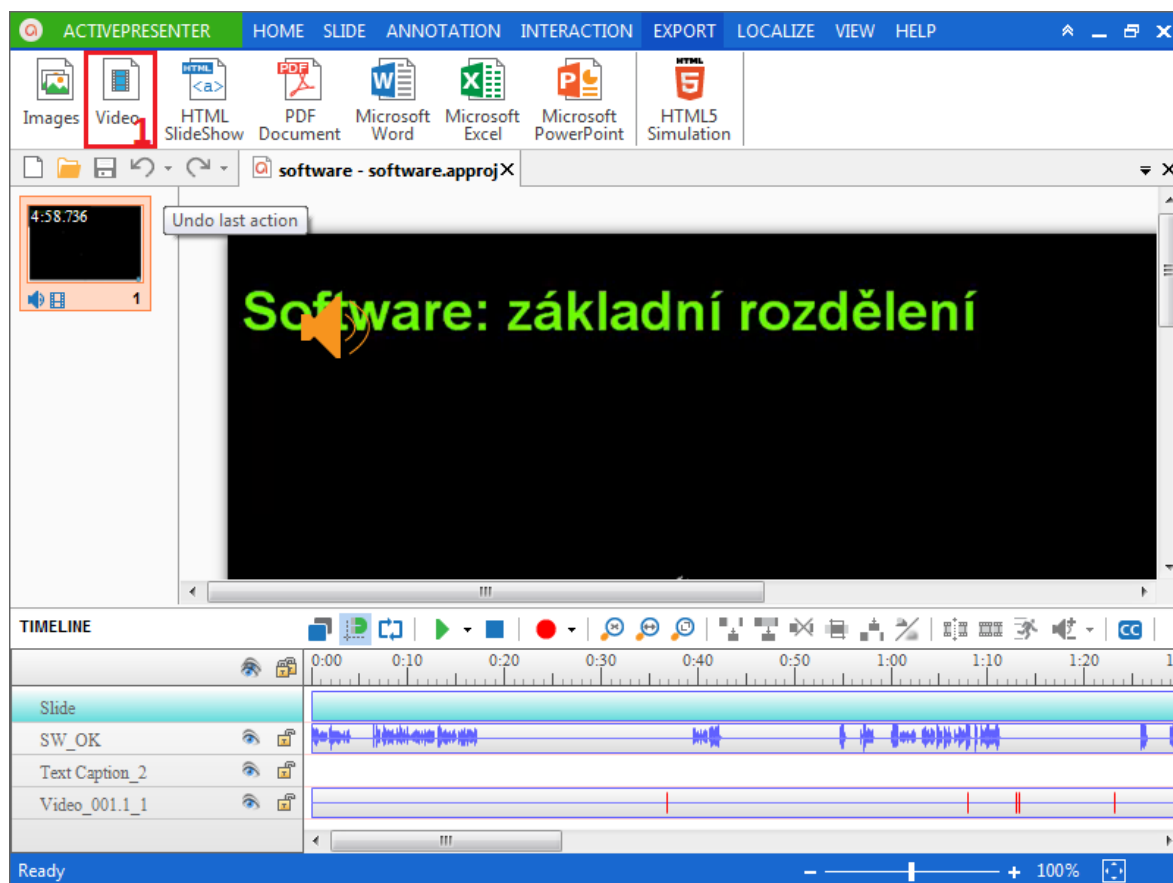 ACTIVEPRESENTER HOME SLIDE ANNOTATION INTERACTION EXPORT LOCALIZE VIEW HELP
Images Video 1 HTML SlideShow PDF Document Microsoft Word Microsoft Excel Microsoft PowerPoint HTML5 Simulation
software - software.approj
4:58.736
Undo last action
1
Software: základní rozdělení
TIMELINE
CC
0:00 0:10 0:20 0:30 0:40 0:50 1:00 1:10 1:20
Slide
SW_OK
Text Caption_2
Video_001.1_1
Ready 100%